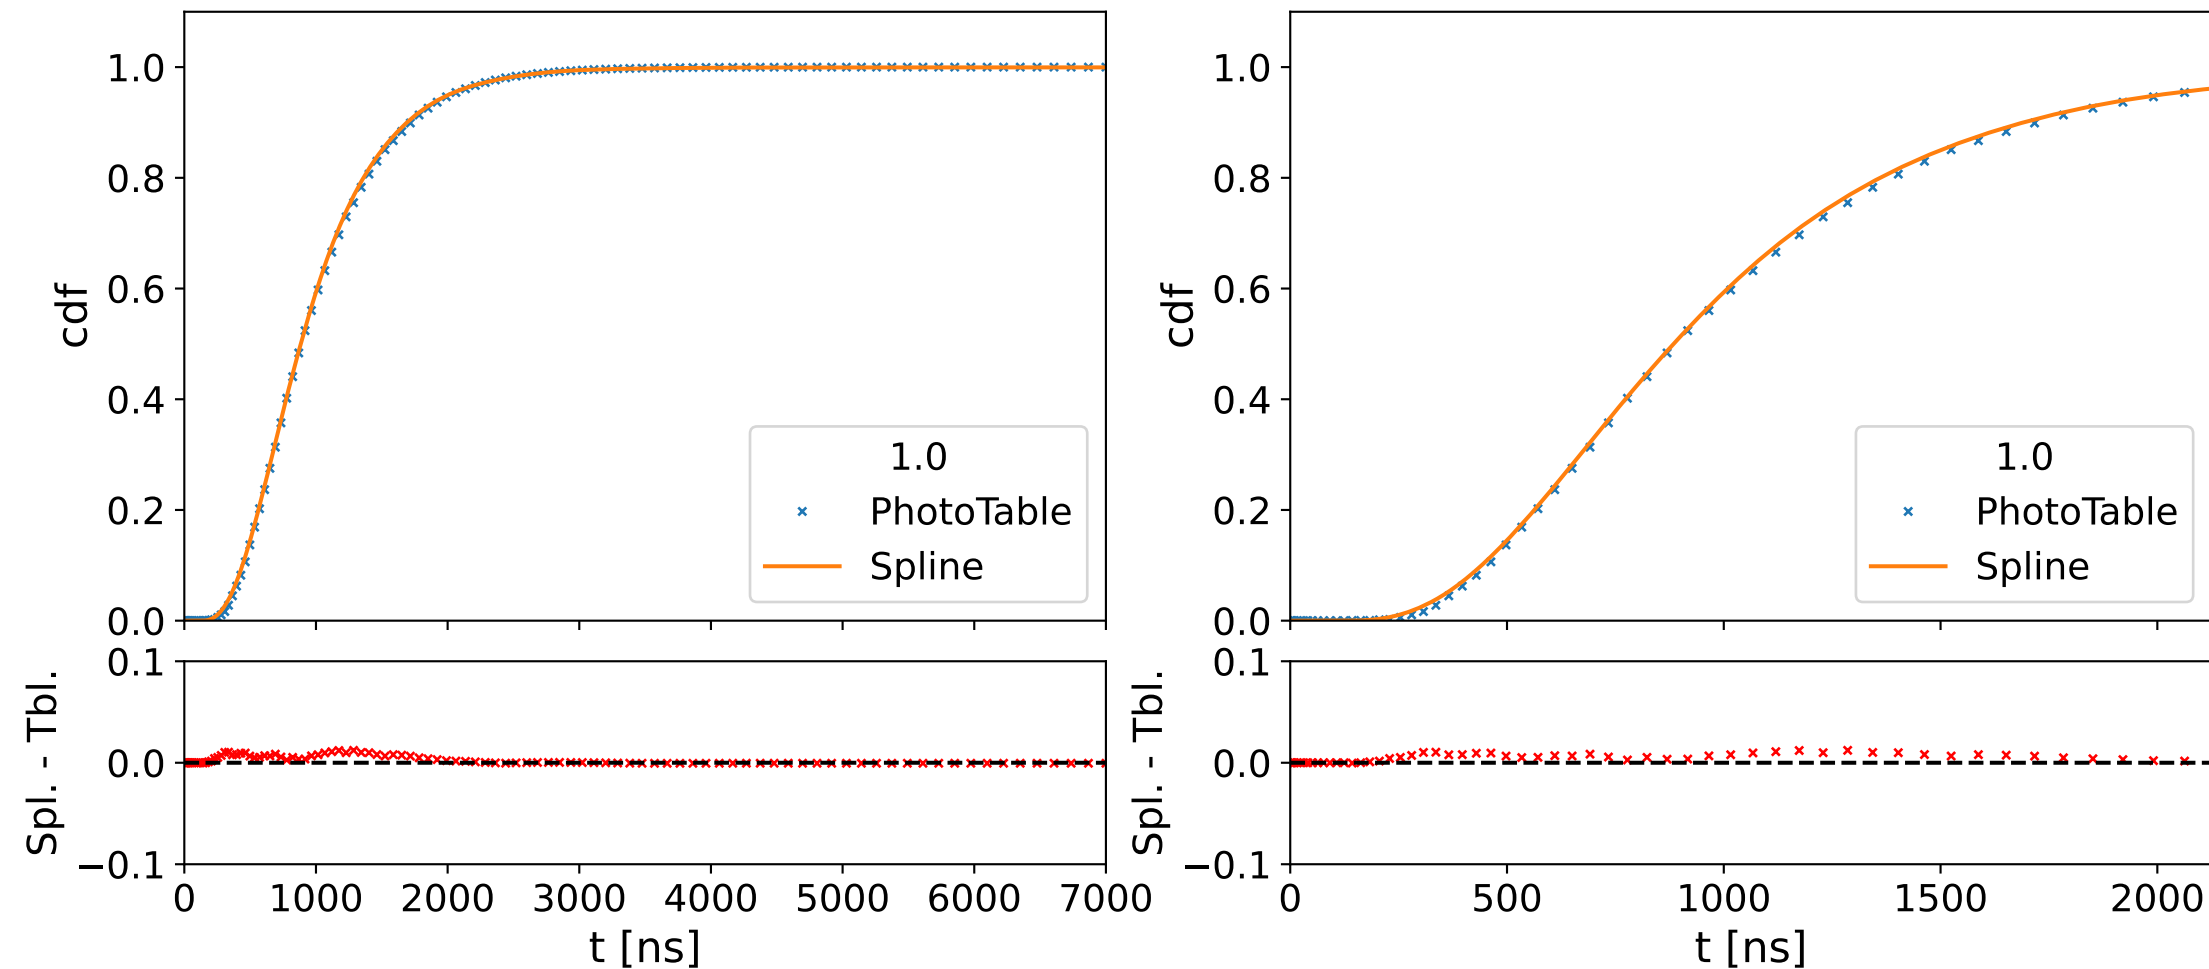 1.0
0.8
0.6
0.4
0.2
0.0
cdf
1.0
PhotoTable
Spline
0.1
0.0
−0.1
Spl. - Tbl.
0 1000 2000 3000 4000 5000 6000 7000
t [ns]
1.0
0.8
0.6
0.4
0.2
0.0
cdf
1.0
PhotoTable
Spline
0.1
0.0
−0.1
Spl. - Tbl.
0 500 1000 1500 2000
t [ns]